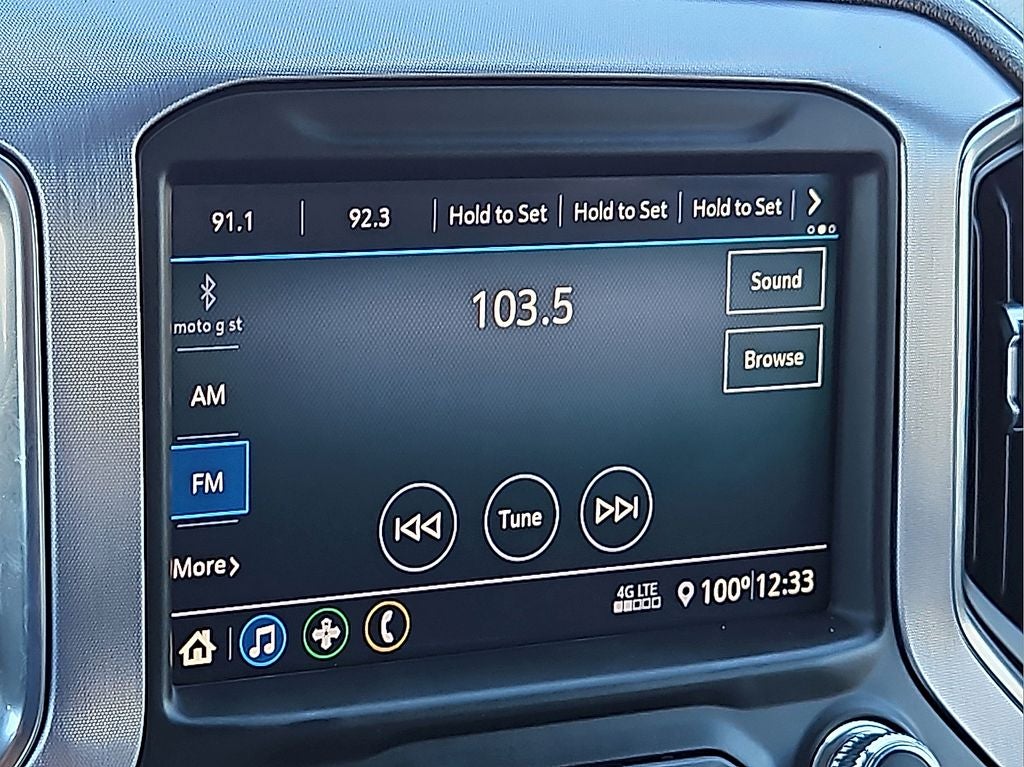 91.1 92.3 Hold to Set Hold to Set Hold to Set
moto g st
103.5
Sound
Browse
AM
FM
Tune
More
4G LTE 100° 12:33